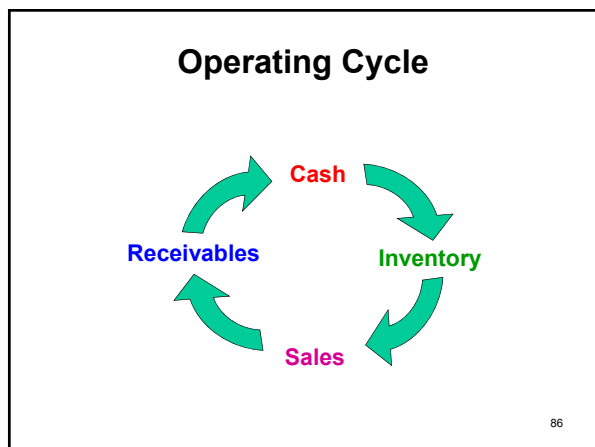 Operating Cycle
Cash
Receivables
Inventory
Sales
86